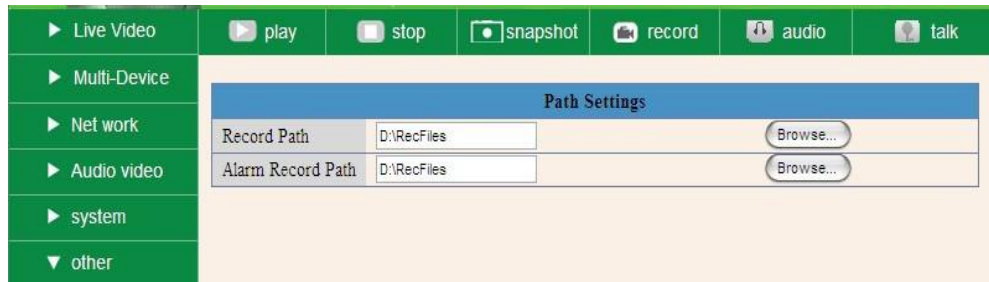 Live Video
play
stop
snapshot
record
audio
talk
Multi-Device
Net work
Audio video
system
other
Path Settings
Record Path
D:\RecFiles
Browse...
Alarm Record Path
D:\RecFiles
Browse...